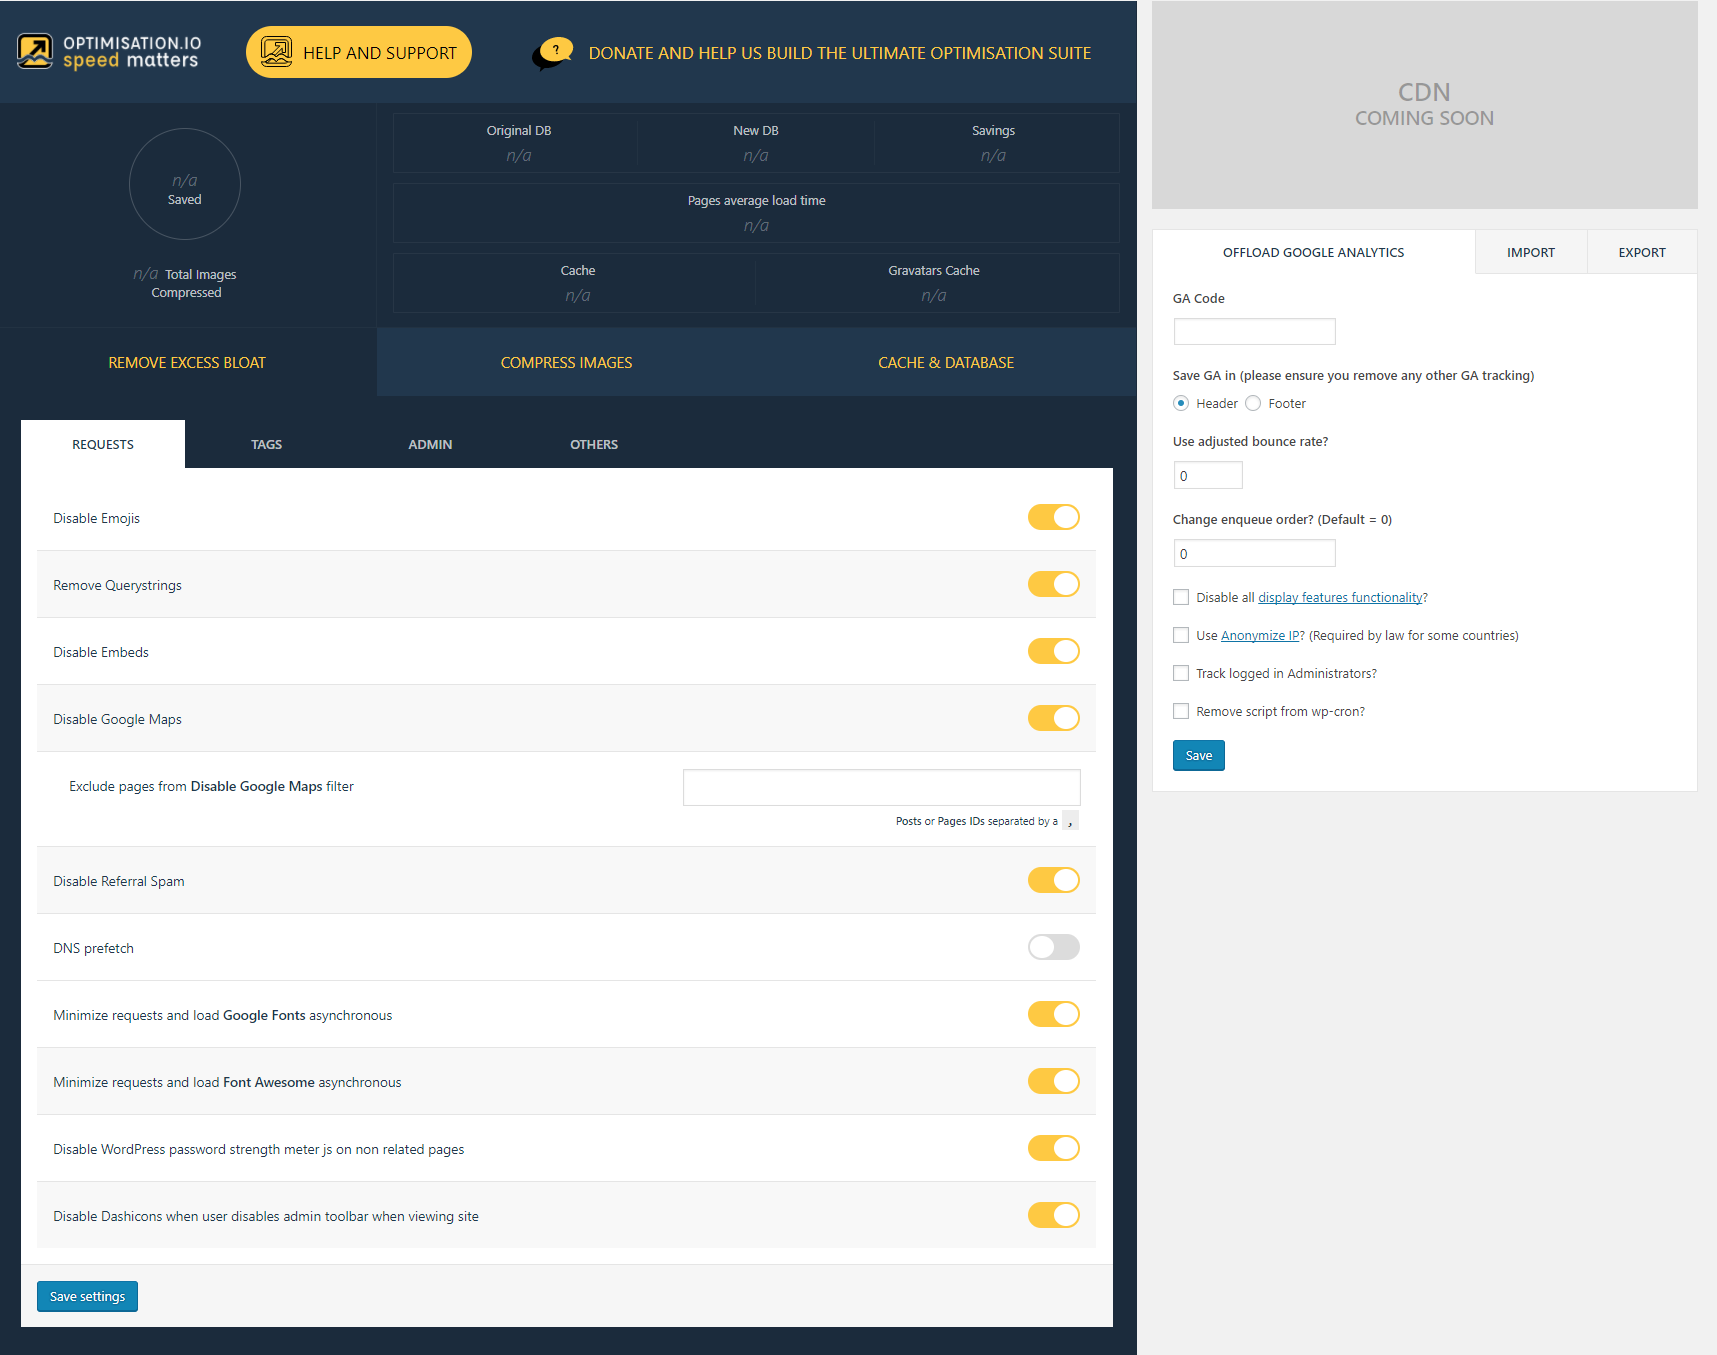 OPTIMISATION.IO
speed matters
HELP AND SUPPORT
?
DONATE AND HELP US BUILD THE ULTIMATE OPTIMISATION SUITE
n/a
Saved
n/a Total Images
Compressed
Original DB
n/a
New DB
n/a
Savings
n/a
Pages average load time
n/a
Cache
n/a
Gravatars Cache
n/a
REMOVE EXCESS BLOAT
COMPRESS IMAGES
CACHE & DATABASE
REQUESTS
TAGS
ADMIN
OTHERS
Disable Emojis
Remove Querystrings
Disable Embeds
Disable Google Maps
Exclude pages from Disable Google Maps filter
Posts or Pages IDs separated by a ,
Disable Referral Spam
DNS prefetch
Minimize requests and load Google Fonts asynchronous
Minimize requests and load Font Awesome asynchronous
Disable WordPress password strength meter js on non related pages
Disable Dashicons when user disables admin toolbar when viewing site
Save settings
CDN
COMING SOON
OFFLOAD GOOGLE ANALYTICS
IMPORT
EXPORT
GA Code
Save GA in (please ensure you remove any other GA tracking)
Header
Footer
Use adjusted bounce rate?
0
Change enqueue order? (Default = 0)
0
Disable all display features functionality?
Use Anonymize IP? (Required by law for some countries)
Track logged in Administrators?
Remove script from wp-cron?
Save